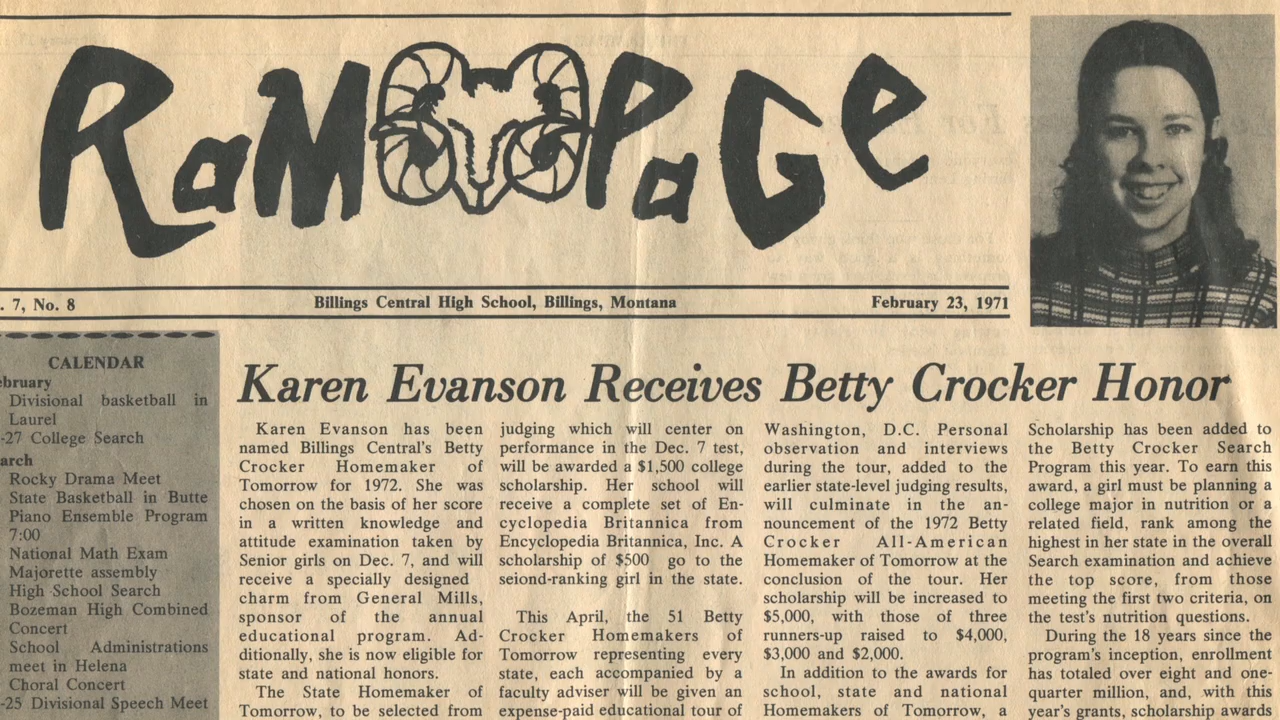 RaMPaGe
. 7, No. 8
Billings Central High School, Billings, Montana
February 23, 1971
CALENDAR
ebruary
Divisional basketball in
Laurel
-27 College Search
arch
Rocky Drama Meet
State Basketball in Butte
Piano Ensemble Program
7:00
National Math Exam
Majorette assembly
High School Search
Bozeman High Combined
Concert
School Administrations
meet in Helena
Choral Concert
-25 Divisional Speech Meet
Karen Evanson Receives Betty Crocker Honor
Karen Evanson has been
named Billings Central's Betty
Crocker Homemaker of
Tomorrow for 1972. She was
chosen on the basis of her score
in a written knowledge and
attitude examination taken by
Senior girls on Dec. 7, and will
receive a specially designed
charm from General Mills,
sponsor of the annual
educational program. Ad-
ditionally, she is now eligible for
state and national honors.
The State Homemaker of
Tomorrow, to be selected from
judging which will center on
performance in the Dec. 7 test,
will be awarded a $1,500 college
scholarship. Her school will
receive a complete set of En-
cyclopedia Britannica from
Encyclopedia Britannica, Inc. A
scholarship of $500 go to the
seiond-ranking girl in the state.
This April, the 51 Betty
Crocker Homemakers of
Tomorrow representing every
state, each accompanied by a
faculty adviser will be given an
expense-paid educational tour of
Washington, D.C. Personal
observation and interviews
during the tour, added to the
earlier state-level judging results,
will culminate in the an-
nouncement of the 1972 Betty
Crocker All-American
Homemaker of Tomorrow at the
conclusion of the tour. Her
scholarship will be increased to
$5,000, with those of three
runners-up raised to $4,000,
$3,000 and $2,000.
In addition to the awards for
school, state and national
Homemakers of Tomorrow, a
Scholarship has been added to
the Betty Crocker Search
Program this year. To earn this
award, a girl must be planning a
college major in nutrition or a
related field, rank among the
highest in her state in the overall
Search examination and achieve
the top score, from those
meeting the first two criteria, on
the test's nutrition questions.
During the 18 years since the
program's inception, enrollment
has totaled over eight and one-
quarter million, and, with this
year's grants, scholarship awards